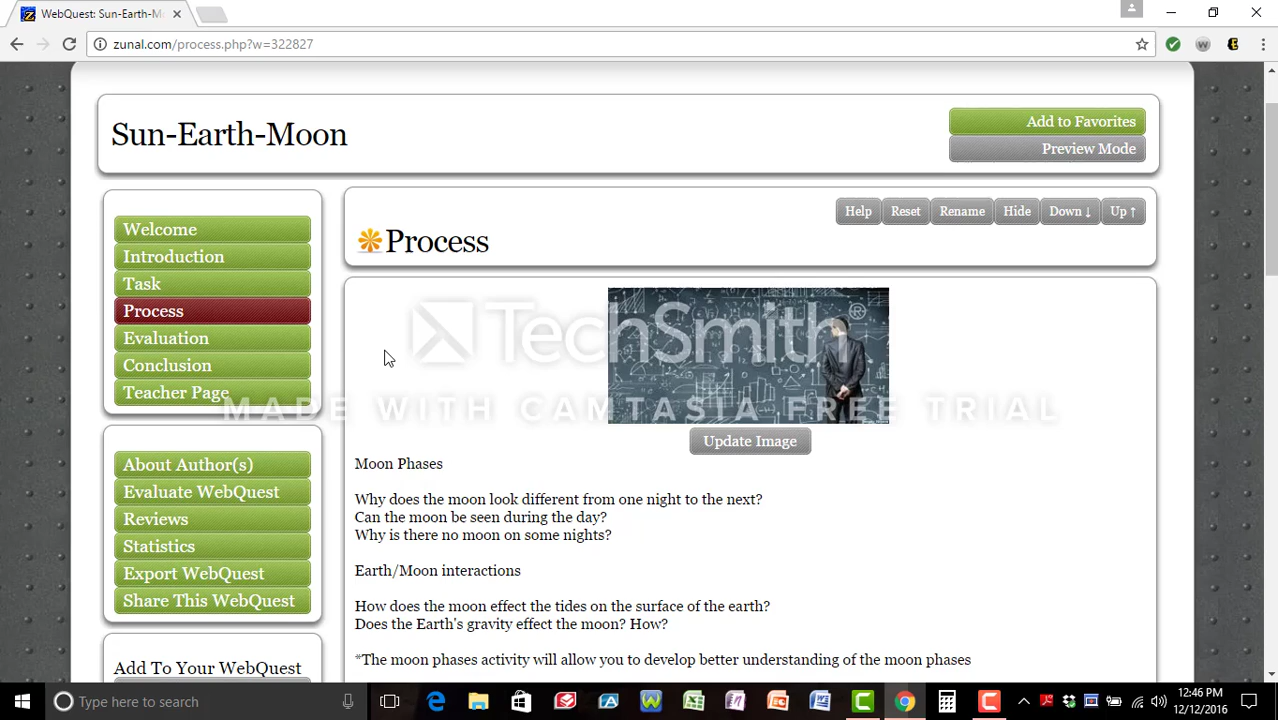 WebQuest: Sun-Earth-M
zunal.com/process.php?w=322827
Sun-Earth-Moon
Add to Favorites
Preview Mode
Welcome
Introduction
Task
Process
Evaluation
Conclusion
Teacher Page
About Author(s)
Evaluate WebQuest
Reviews
Statistics
Export WebQuest
Share This WebQuest
Add To Your WebQuest
Help Reset Rename Hide Down ↓ Up ↑
Process
TechSmith®
MADE WITH CAMTASIA FREE TRIAL
Update Image
Moon Phases
Why does the moon look different from one night to the next?
Can the moon be seen during the day?
Why is there no moon on some nights?
Earth/Moon interactions
How does the moon effect the tides on the surface of the earth?
Does the Earth's gravity effect the moon? How?
*The moon phases activity will allow you to develop better understanding of the moon phases
Type here to search
12:46 PM
12/12/2016